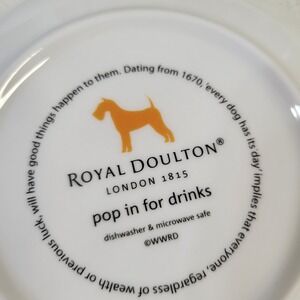 Dating from 1670, 'every dog has its day' implies that everyone, regardless of wealth or previous luck, will have good things happen to them.
ROYAL DOULTON®
LONDON 1815
pop in for drinks
dishwasher & microwave safe
©WWRD